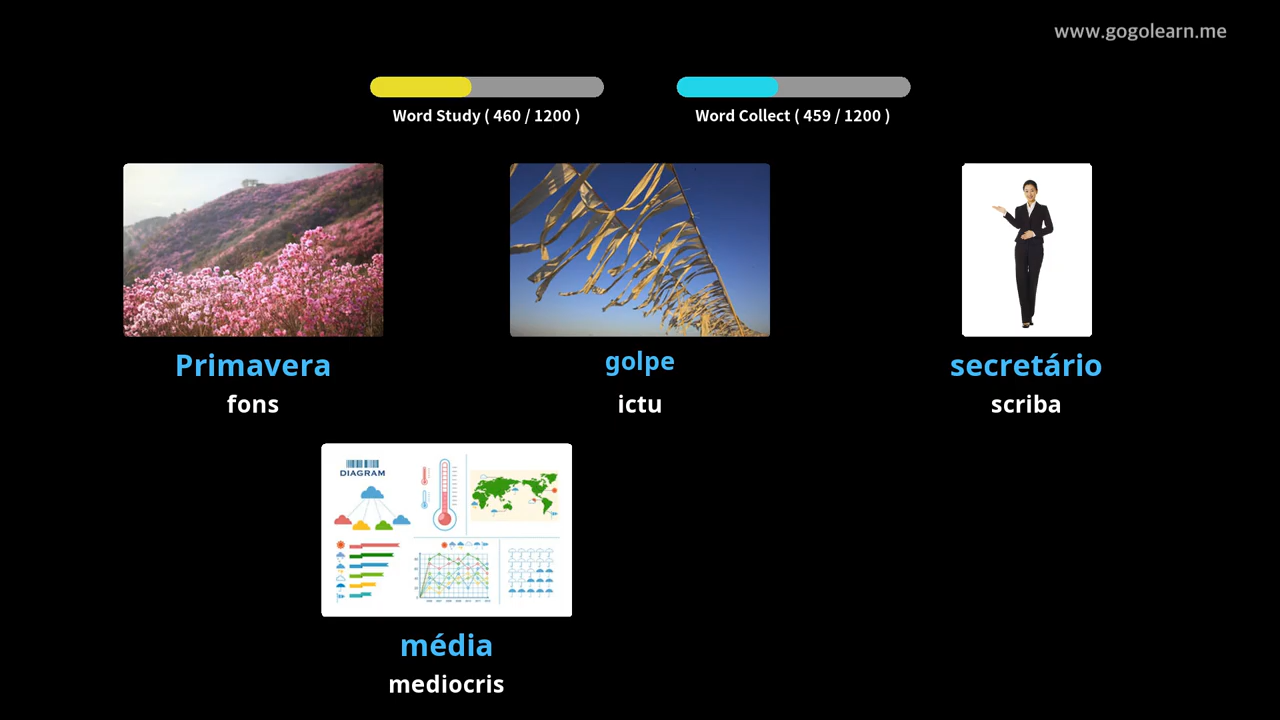 www.gogolearn.me
Word Study ( 460 / 1200 )
Word Collect ( 459 / 1200 )
Primavera
fons
golpe
ictu
secretário
scriba
DIAGRAM
média
mediocris